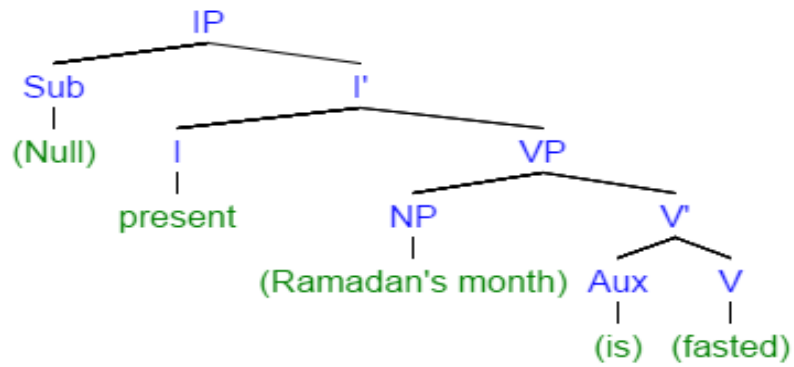 IP
Sub I'
(Null) I VP
present NP V'
(Ramadan's month) Aux V
(is) (fasted)